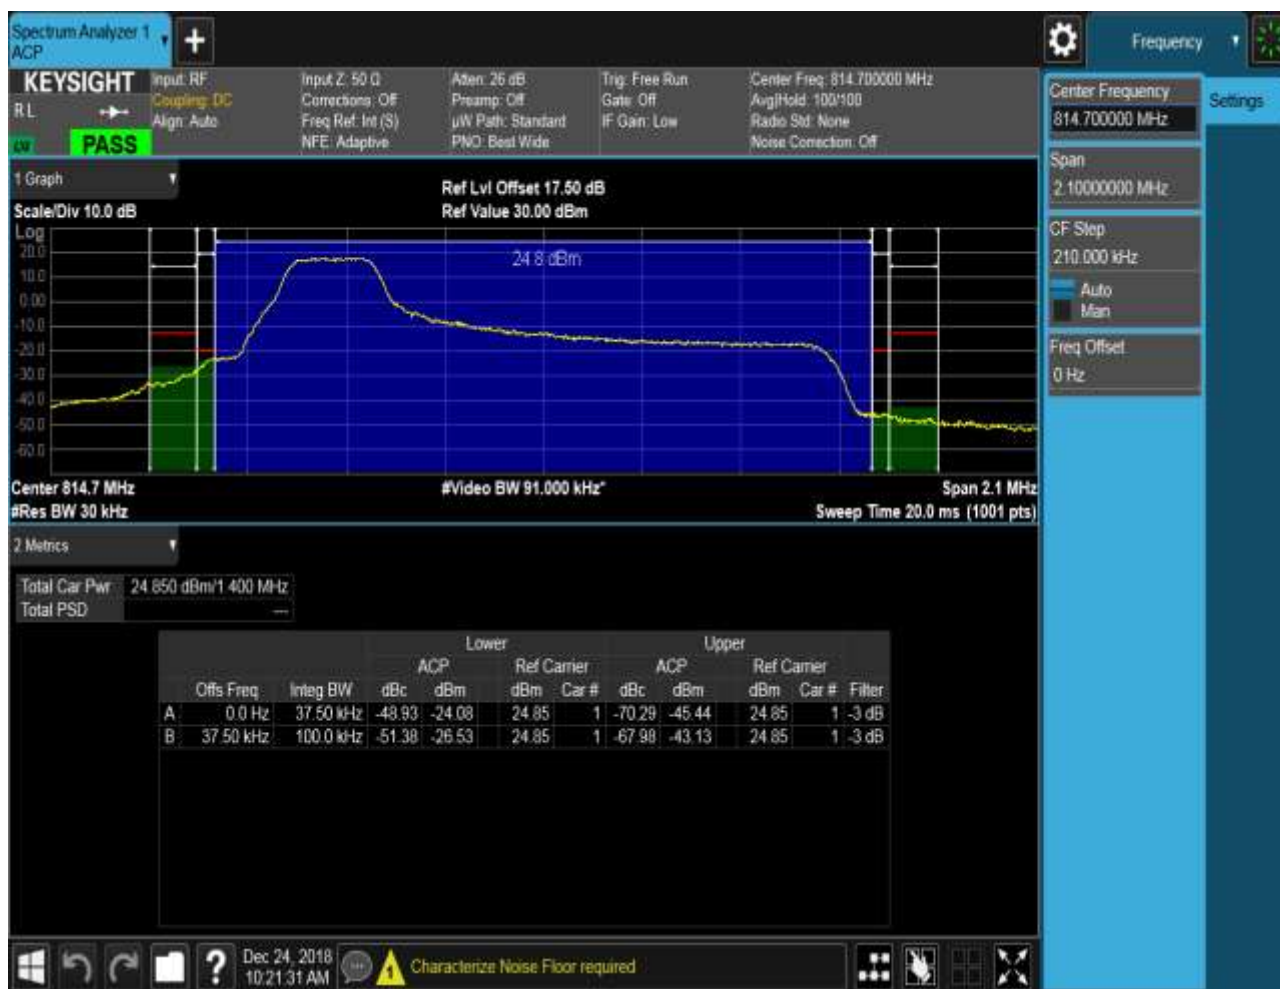 Spectrum Analyzer 1
ACP
Frequency
KEYSIGHT
R L
PASS
Input: RF
Coupling: DC
Align: Auto
Input Z: 50 Ω
Corrections: Off
Freq Ref: Int (S)
NFE: Adaptive
Atten: 26 dB
Preamp: Off
µW Path: Standard
PNO: Best Wide
Trig: Free Run
Gate: Off
IF Gain: Low
Center Freq: 814.700000 MHz
Avg|Hold: 100/100
Radio Std: None
Noise Correction: Off
Center Frequency
814.700000 MHz
Settings
Span
2.10000000 MHz
CF Step
210.000 kHz
Auto
Man
Freq Offset
0 Hz
1 Graph
Scale/Div 10.0 dB
Ref Lvl Offset 17.50 dB
Ref Value 30.00 dBm
Log
20.0
10.0
0.00
-10.0
-20.0
-30.0
-40.0
-50.0
-60.0
24.8 dBm
Center 814.7 MHz
#Video BW 91.000 kHz*
Span 2.1 MHz
#Res BW 30 kHz
Sweep Time 20.0 ms (1001 pts)
2 Metrics
Total Car Pwr 24.850 dBm/1.400 MHz
Total PSD ---
Lower Upper
ACP Ref Carrier ACP Ref Carrier
Offs Freq Integ BW dBc dBm dBm Car # dBc dBm dBm Car # Filter
A 0.0 Hz 37.50 kHz -48.93 -24.08 24.85 1 -70.29 -45.44 24.85 1 -3 dB
B 37.50 kHz 100.0 kHz -51.38 -26.53 24.85 1 -67.98 -43.13 24.85 1 -3 dB
Dec 24, 2018
10:21:31 AM
1
Characterize Noise Floor required